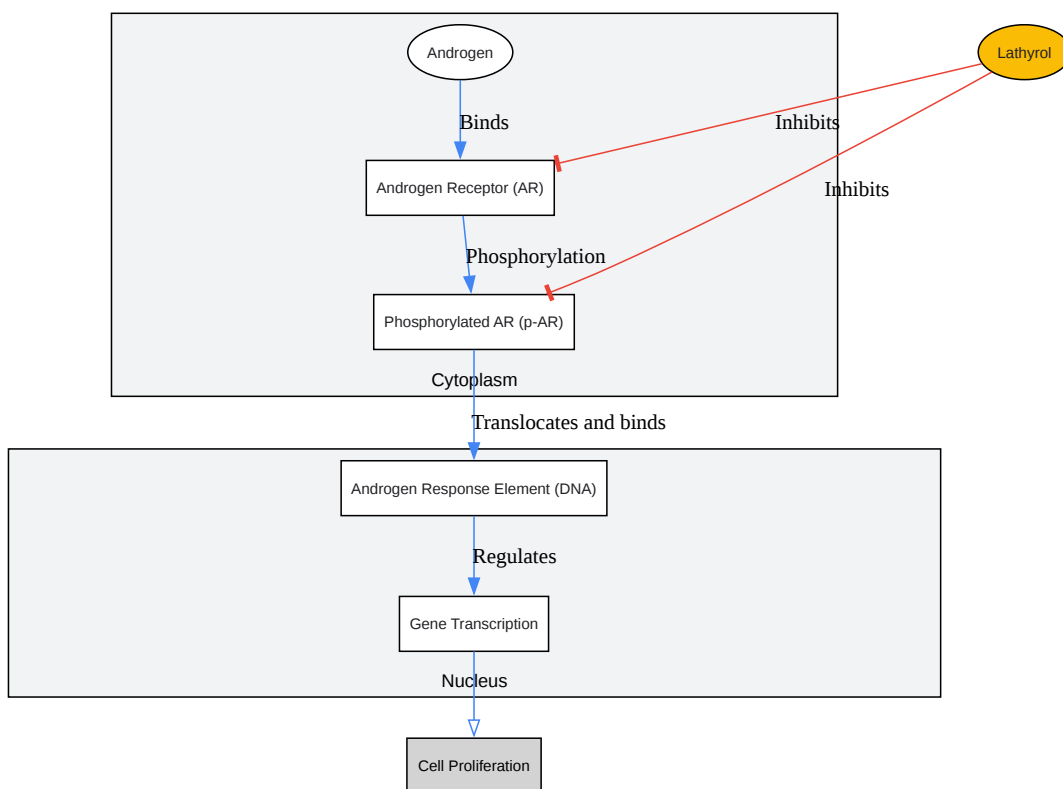 Androgen
Lathyrol
Binds
Inhibits
Androgen Receptor (AR)
Inhibits
Phosphorylation
Phosphorylated AR (p-AR)
Cytoplasm
Translocates and binds
Androgen Response Element (DNA)
Regulates
Gene Transcription
Nucleus
Cell Proliferation